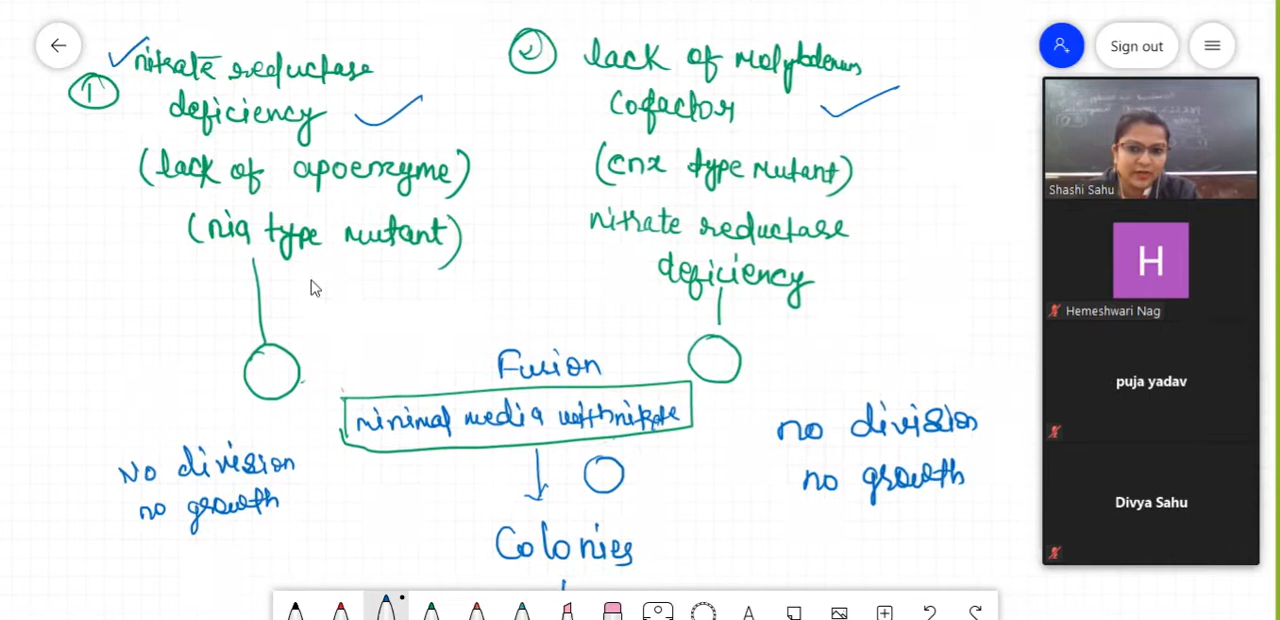 Sign out
① nitrate reductase
deficiency
(lack of apoenzyme)
(nia type mutant)
② lack of Molybdenum
cofactor
(cnx type mutant)
nitrate reductase
deficiency
Fusion
minimal media with nitrate
No division
no growth
no division
no growth
Colonies
Shashi Sahu
H
Hemeshwari Nag
puja yadav
Divya Sahu
A